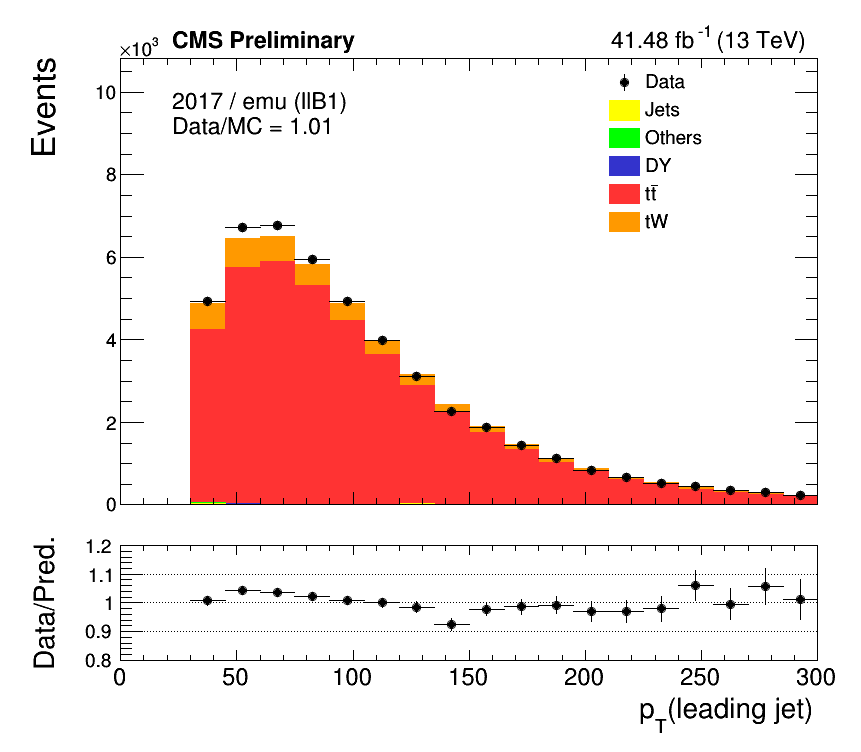 ×10³ CMS Preliminary 41.48 fb⁻¹ (13 TeV)
Events
2017 / emu (llB1)
Data/MC = 1.01
Data
Jets
Others
DY
tt̄
tW
10
8
6
4
2
0
Data/Pred.
1.2
1.1
1
0.9
0.8
0 50 100 150 200 250 300
p_T(leading jet)